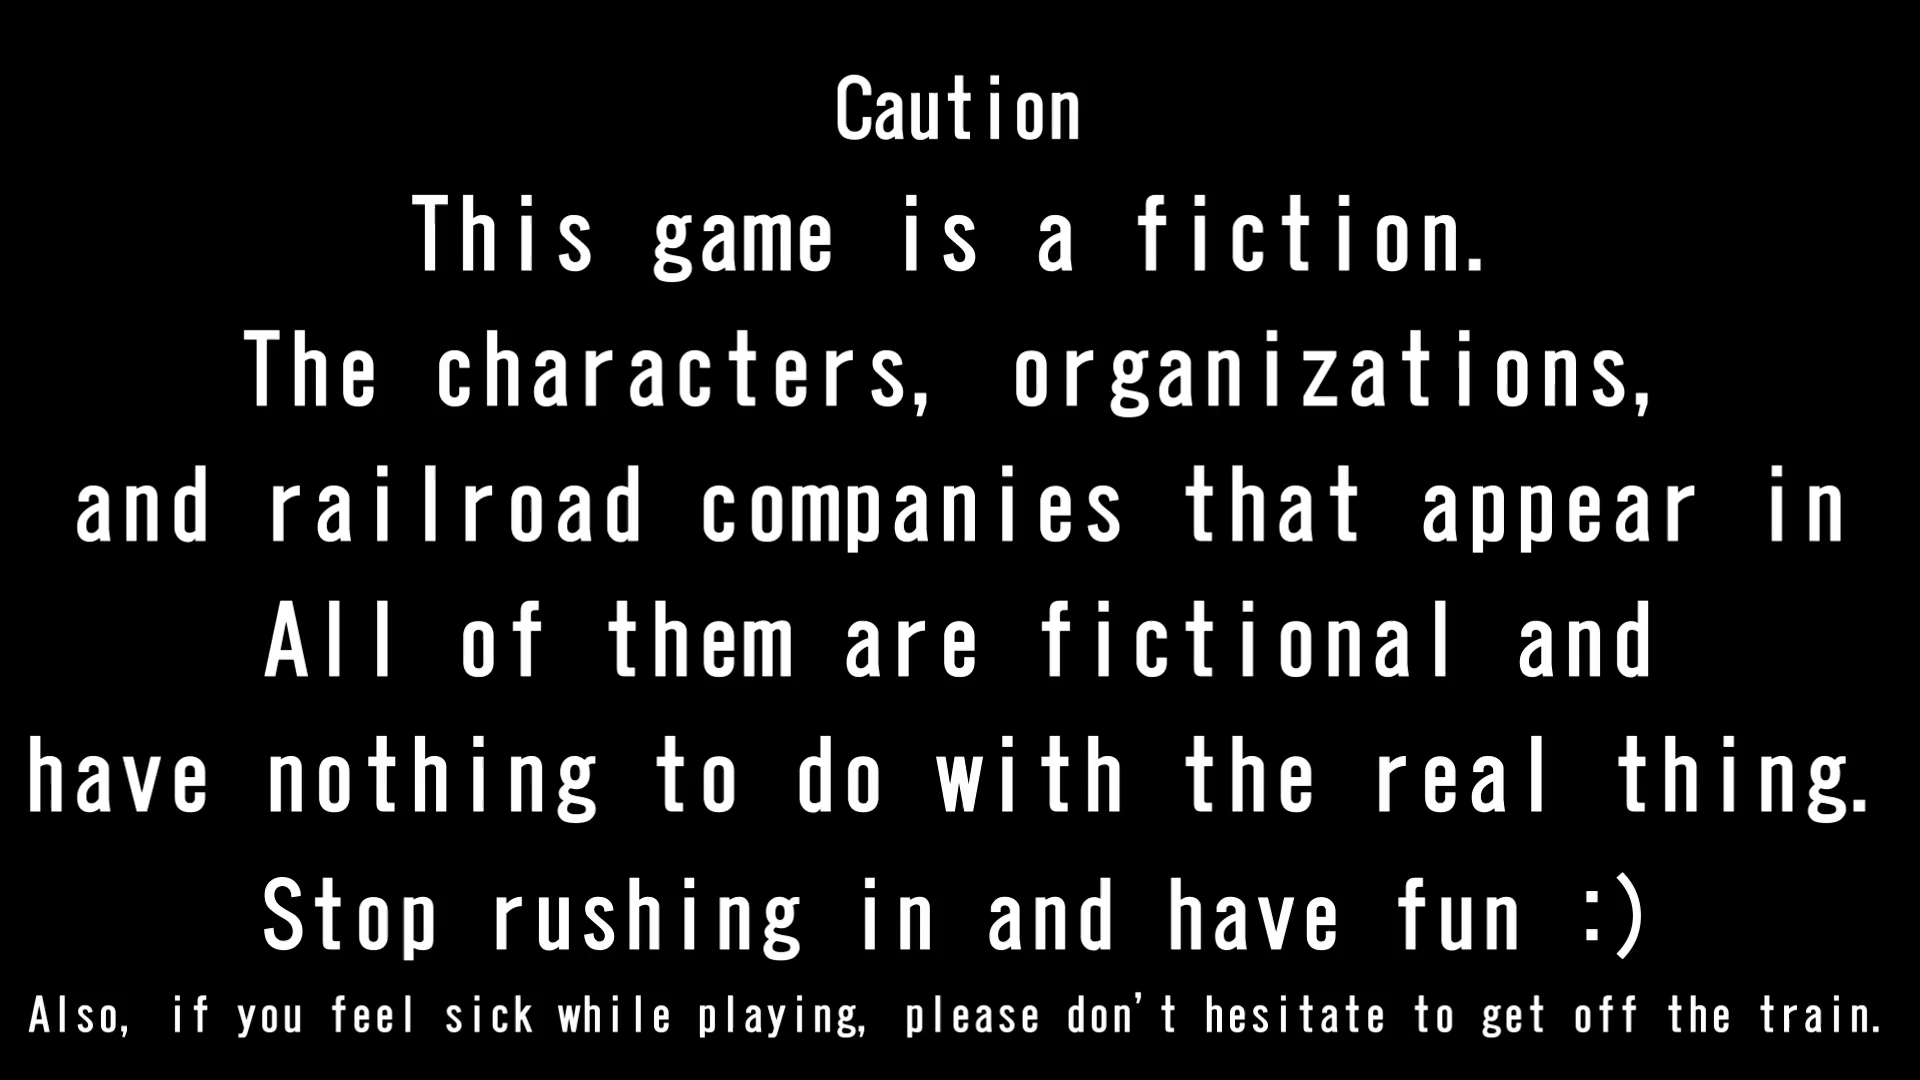 Caution
This game is a fiction.
The characters, organizations,
and railroad companies that appear in
All of them are fictional and
have nothing to do with the real thing.
Stop rushing in and have fun :)
Also, if you feel sick while playing, please don't hesitate to get off the train.